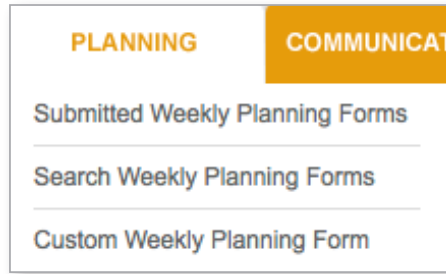 PLANNING COMMUNICAT
Submitted Weekly Planning Forms
Search Weekly Planning Forms
Custom Weekly Planning Form